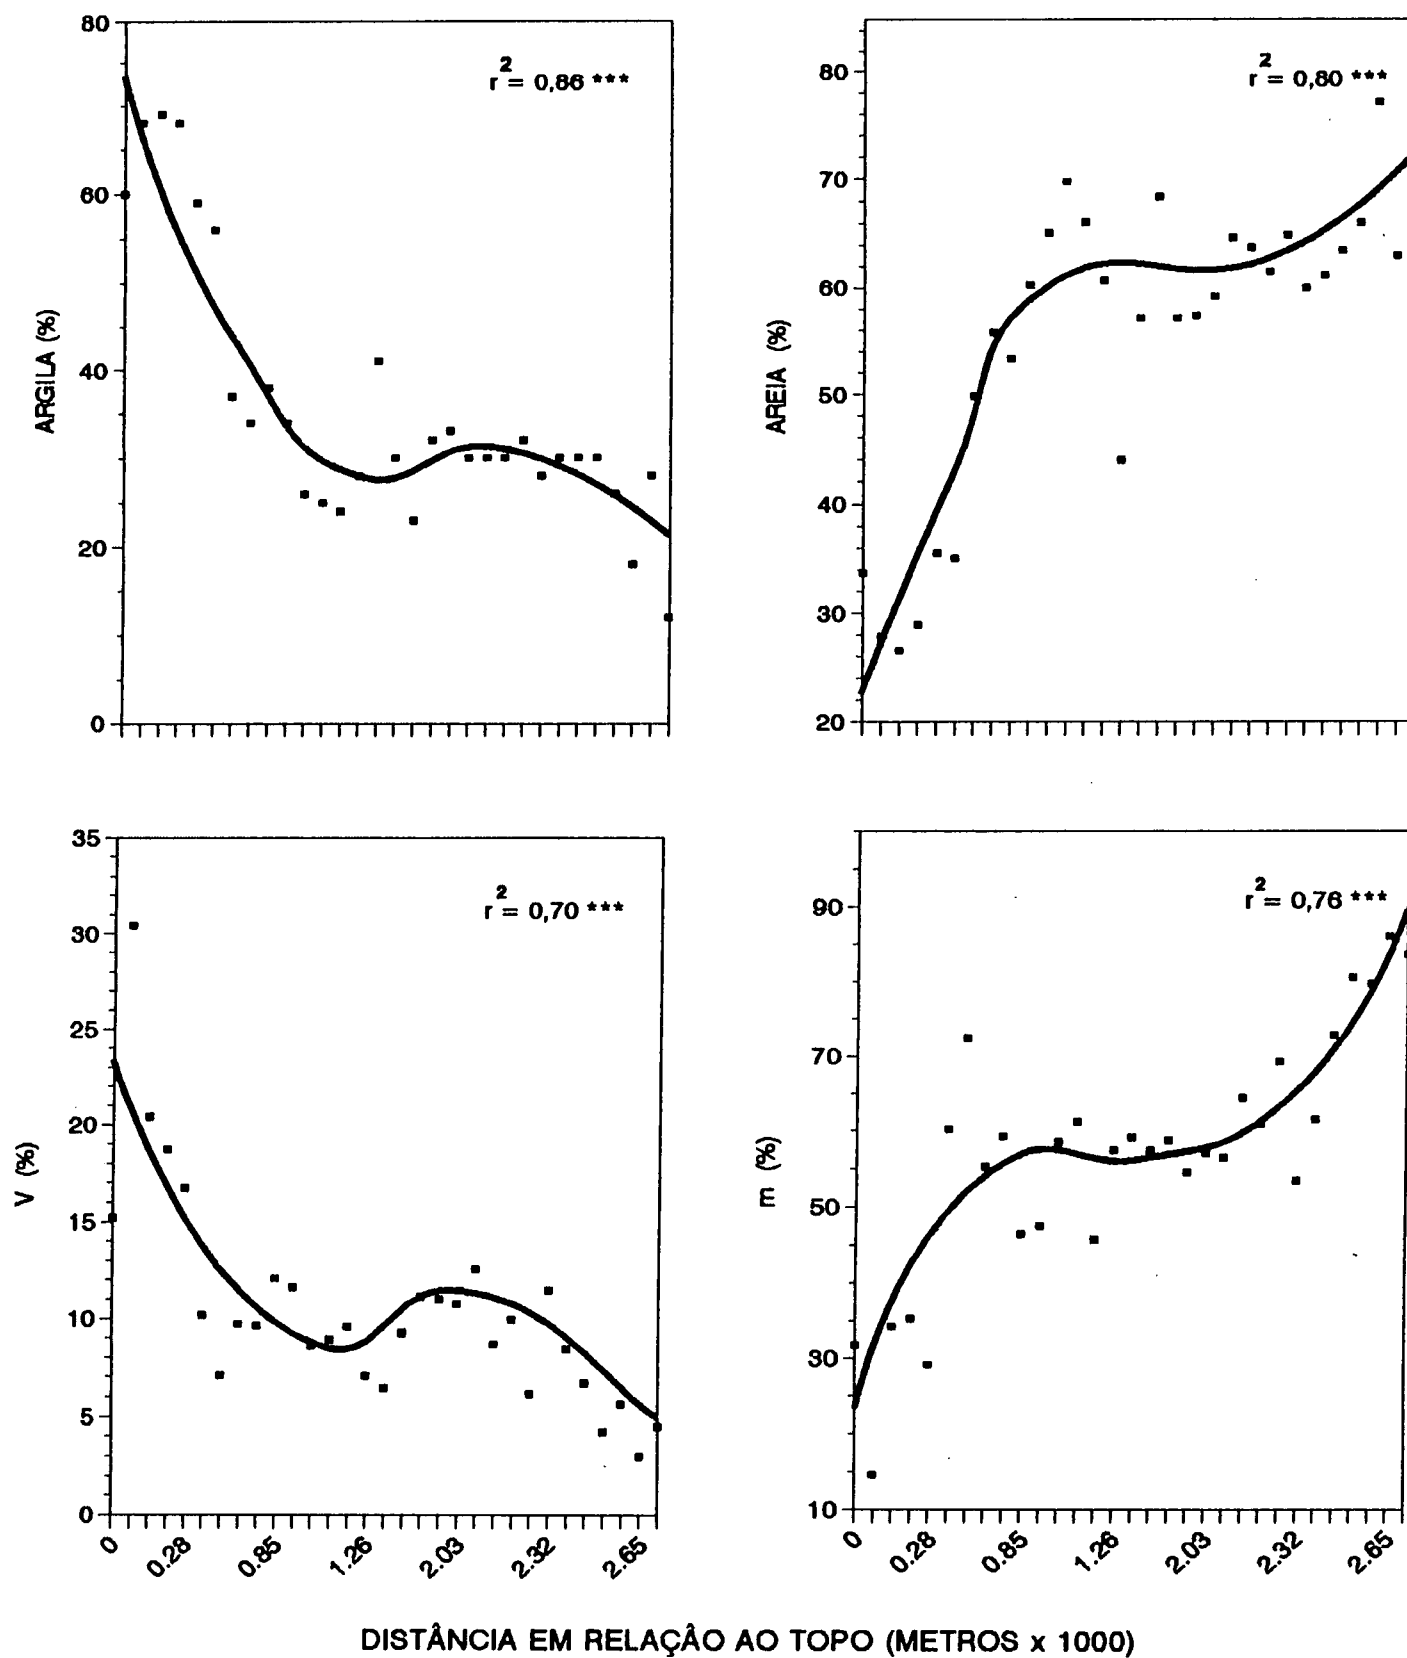 80
60
40
20
0
ARGILA (%)
r² = 0,86 ***
80
70
60
50
40
30
20
AREIA (%)
r² = 0,80 ***
35
30
25
20
15
10
5
0
V (%)
r² = 0,70 ***
0 0.28 0.85 1.26 2.03 2.32 2.65
90
70
50
30
10
m (%)
r² = 0,76 ***
0 0.28 0.85 1.26 2.03 2.32 2.65
DISTÂNCIA EM RELAÇÂO AO TOPO (METROS x 1000)